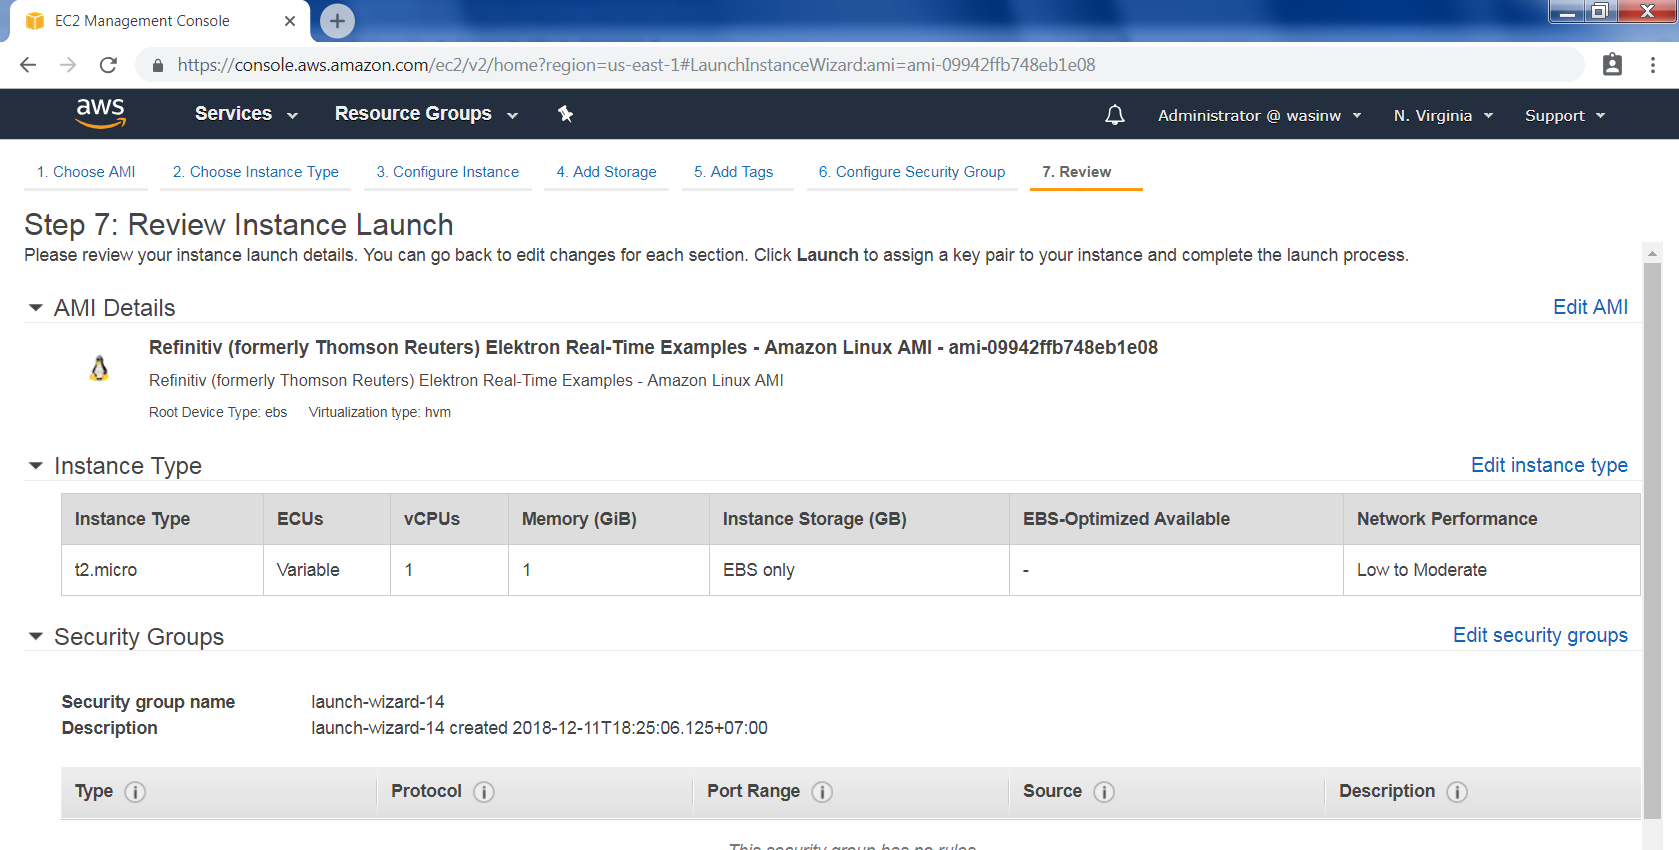 EC2 Management Console
https://console.aws.amazon.com/ec2/v2/home?region=us-east-1#LaunchInstanceWizard:ami=ami-09942ffb748eb1e08
aws Services Resource Groups Administrator @ wasinw N. Virginia Support
1. Choose AMI 2. Choose Instance Type 3. Configure Instance 4. Add Storage 5. Add Tags 6. Configure Security Group 7. Review
Step 7: Review Instance Launch
Please review your instance launch details. You can go back to edit changes for each section. Click Launch to assign a key pair to your instance and complete the launch process.
AMI Details Edit AMI
Refinitiv (formerly Thomson Reuters) Elektron Real-Time Examples - Amazon Linux AMI - ami-09942ffb748eb1e08
Refinitiv (formerly Thomson Reuters) Elektron Real-Time Examples - Amazon Linux AMI
Root Device Type: ebs Virtualization type: hvm
Instance Type Edit instance type
Instance Type ECUs vCPUs Memory (GiB) Instance Storage (GB) EBS-Optimized Available Network Performance
t2.micro Variable 1 1 EBS only - Low to Moderate
Security Groups Edit security groups
Security group name launch-wizard-14
Description launch-wizard-14 created 2018-12-11T18:25:06.125+07:00
Type Protocol Port Range Source Description
This security group has no rules